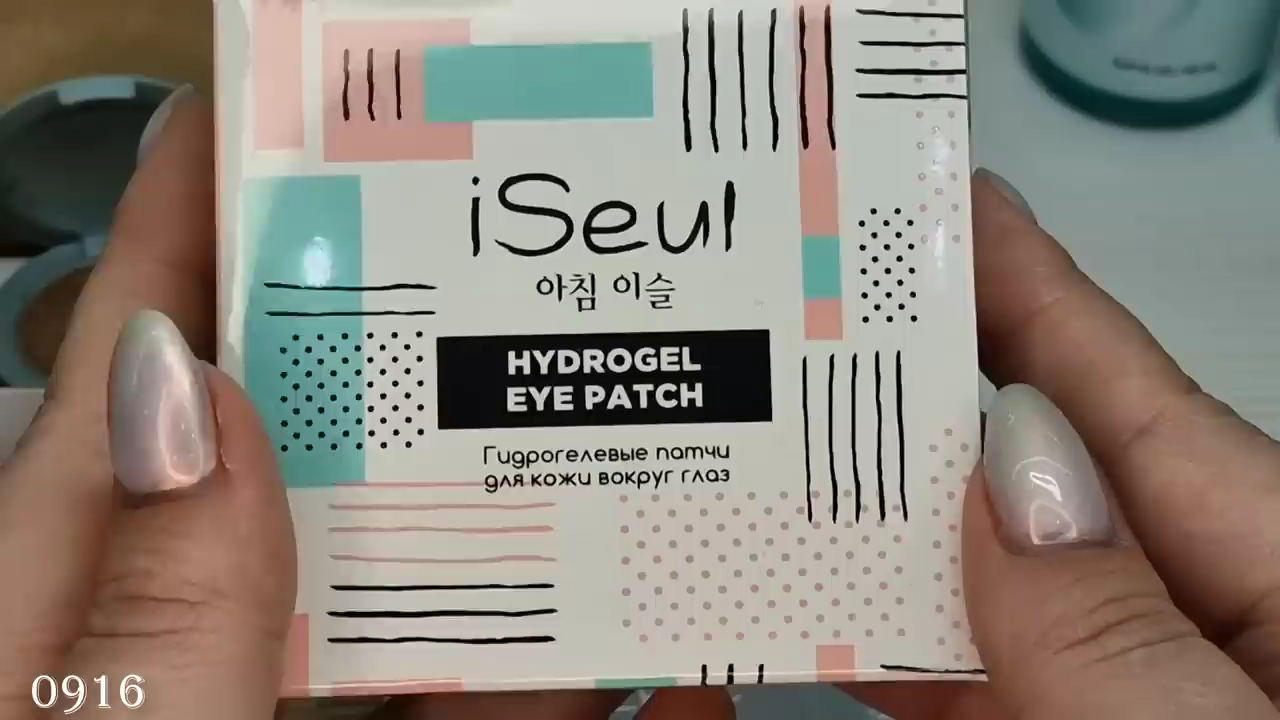 iSeul
아침 이슬
HYDROGEL
EYE PATCH
Гидрогелевые патчи
для кожи вокруг глаз
0916